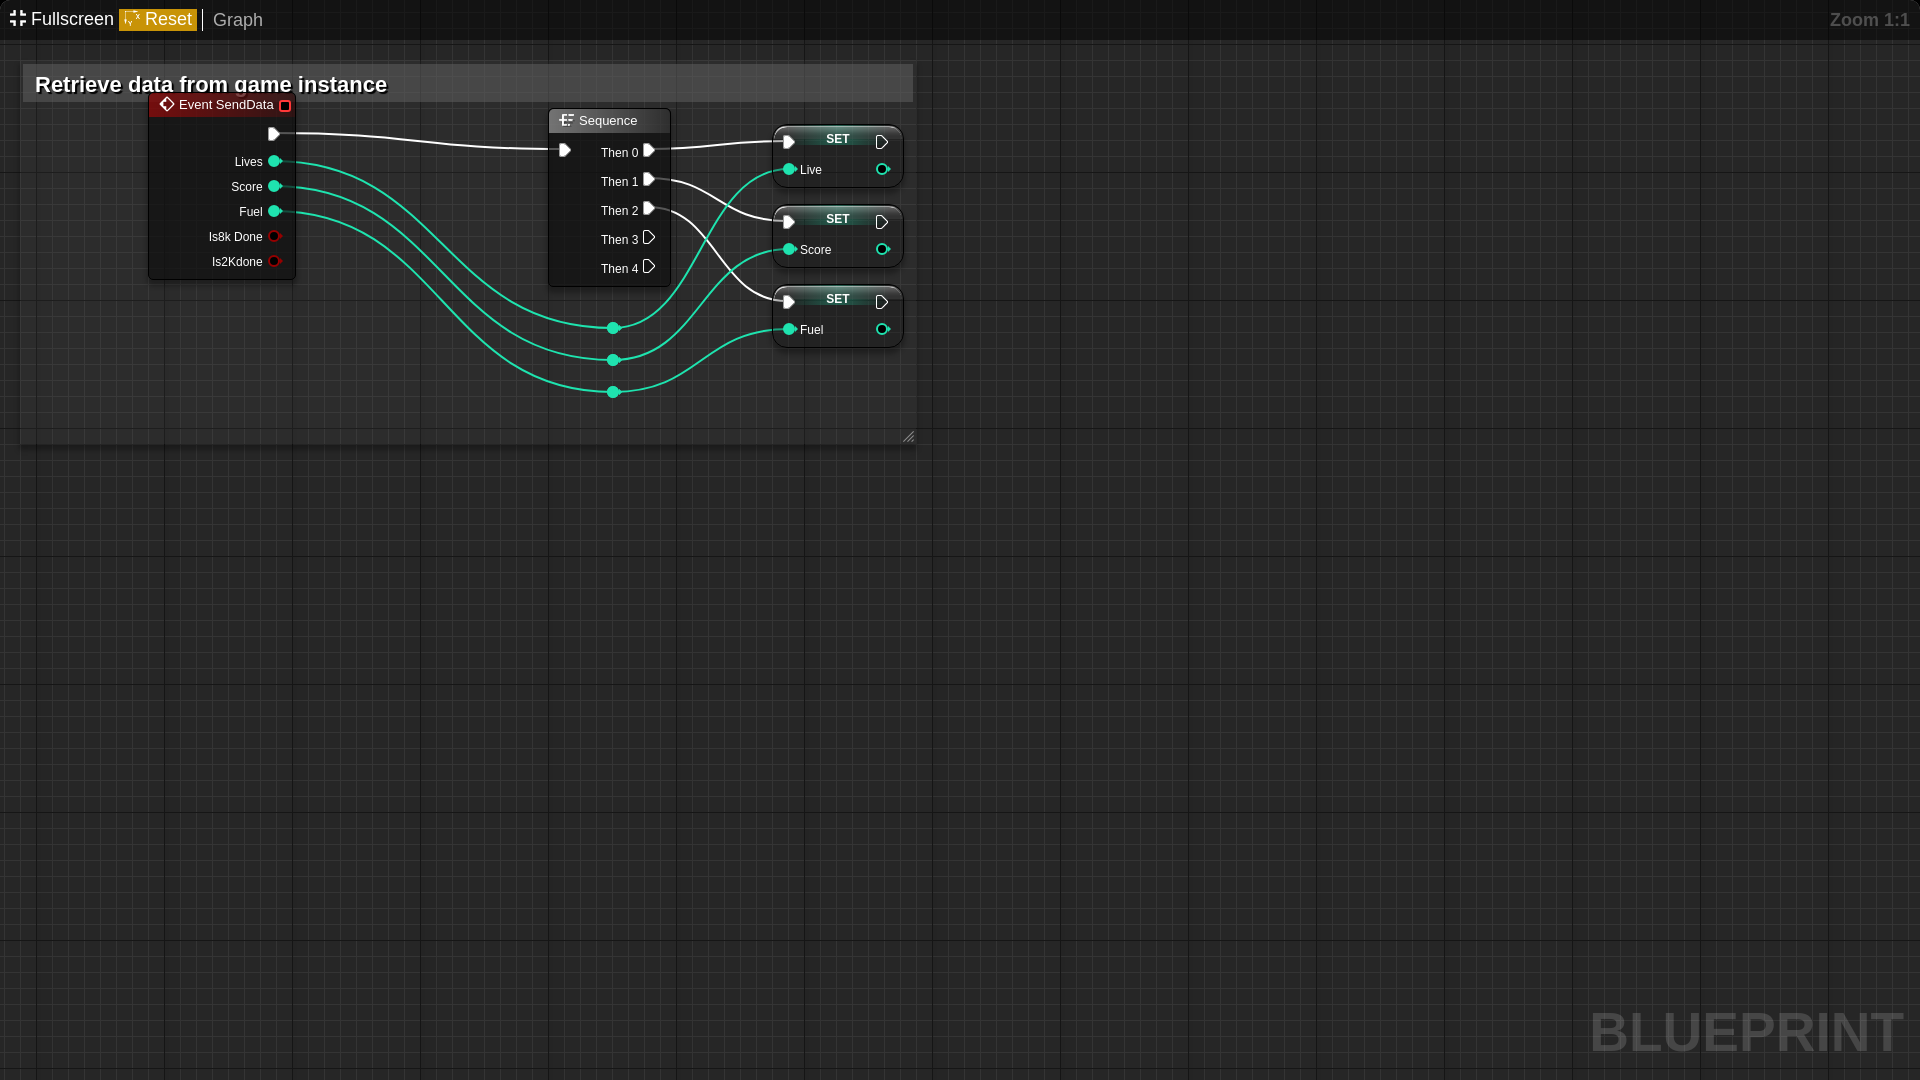 Fullscreen Reset Graph
Zoom 1:1
Retrieve data from game instance
Event SendData
Lives
Score
Fuel
Is8k Done
Is2Kdone
Sequence
Then 0
Then 1
Then 2
Then 3
Then 4
SET
Live
SET
Score
SET
Fuel
BLUEPRINT